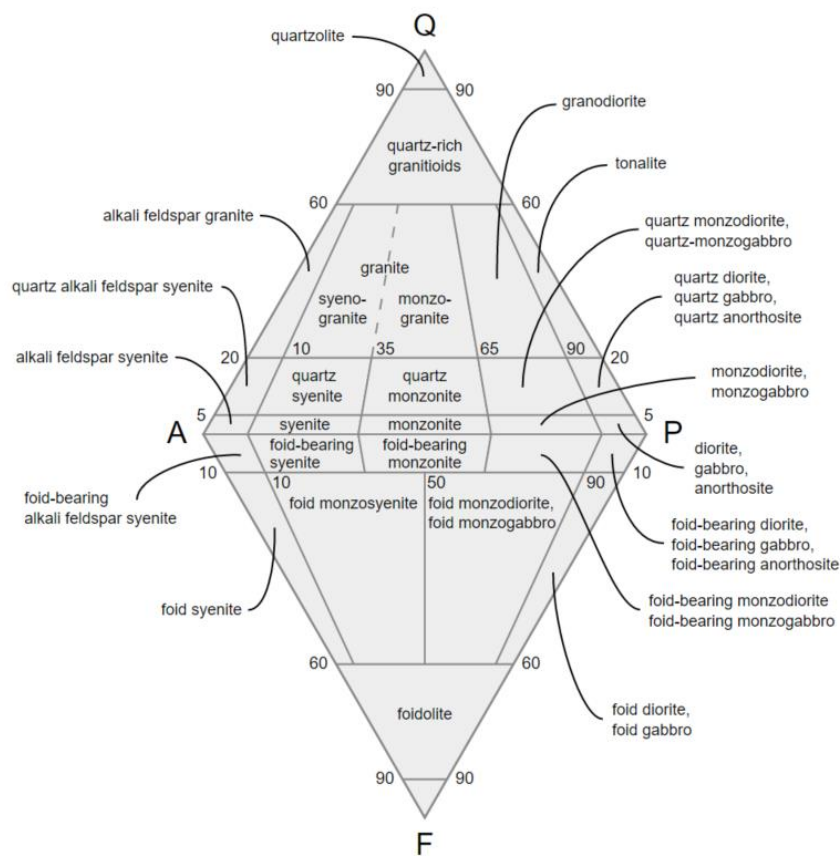 Q
quartzolite
90
90
granodiorite
quartz-rich
granitioids
tonalite
60
60
alkali feldspar granite
quartz monzodiorite,
quartz-monzogabbro
granite
quartz alkali feldspar syenite
syeno-
granite
monzo-
granite
quartz diorite,
quartz gabbro,
quartz anorthosite
alkali feldspar syenite
20
10
35
65
90
20
quartz
syenite
quartz
monzonite
monzodiorite,
monzogabbro
5
5
syenite
monzonite
A
P
foid-bearing
syenite
foid-bearing
monzonite
diorite,
gabbro,
anorthosite
10
10
10
50
90
foid-bearing
alkali feldspar syenite
foid monzosyenite
foid monzodiorite,
foid monzogabbro
foid-bearing diorite,
foid-bearing gabbro,
foid-bearing anorthosite
foid syenite
foid-bearing monzodiorite
foid-bearing monzogabbro
60
60
foidolite
foid diorite,
foid gabbro
90
90
F